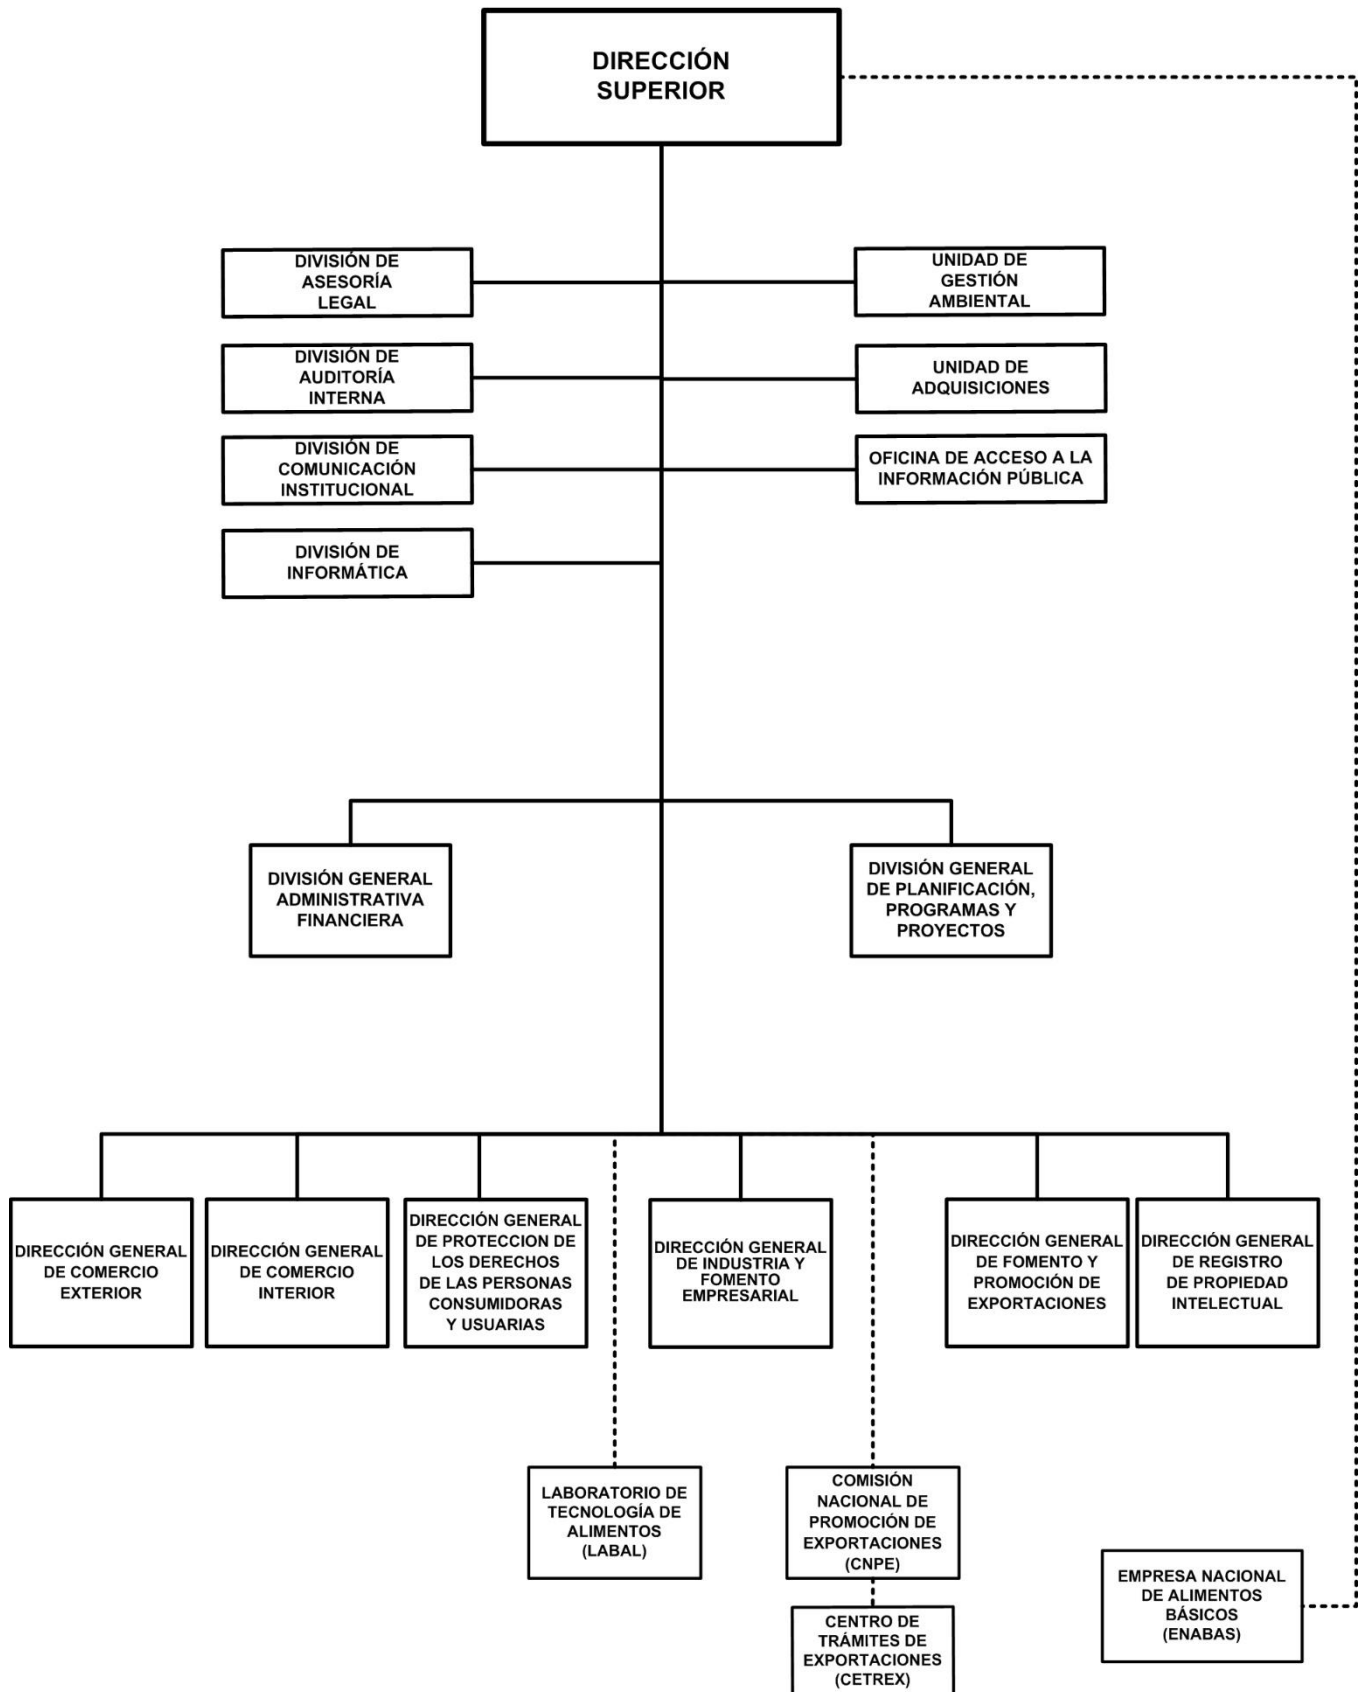 DIRECCIÓN
SUPERIOR
DIVISIÓN DE
ASESORÍA
LEGAL
UNIDAD DE
GESTIÓN
AMBIENTAL
DIVISIÓN DE
AUDITORÍA
INTERNA
UNIDAD DE
ADQUISICIONES
DIVISIÓN DE
COMUNICACIÓN
INSTITUCIONAL
OFICINA DE ACCESO A LA
INFORMACIÓN PÚBLICA
DIVISIÓN DE
INFORMÁTICA
DIVISIÓN GENERAL
ADMINISTRATIVA
FINANCIERA
DIVISIÓN GENERAL
DE PLANIFICACIÓN,
PROGRAMAS Y
PROYECTOS
DIRECCIÓN GENERAL
DE COMERCIO
EXTERIOR
DIRECCIÓN GENERAL
DE COMERCIO
INTERIOR
DIRECCIÓN GENERAL
DE PROTECCION DE
LOS DERECHOS
DE LAS PERSONAS
CONSUMIDORAS
Y USUARIAS
DIRECCIÓN GENERAL
DE INDUSTRIA Y
FOMENTO
EMPRESARIAL
DIRECCIÓN GENERAL
DE FOMENTO Y
PROMOCIÓN DE
EXPORTACIONES
DIRECCIÓN GENERAL
DE REGISTRO
DE PROPIEDAD
INTELECTUAL
LABORATORIO DE
TECNOLOGÍA DE
ALIMENTOS
(LABAL)
COMISIÓN
NACIONAL DE
PROMOCIÓN DE
EXPORTACIONES
(CNPE)
CENTRO DE
TRÁMITES DE
EXPORTACIONES
(CETREX)
EMPRESA NACIONAL
DE ALIMENTOS
BÁSICOS
(ENABAS)